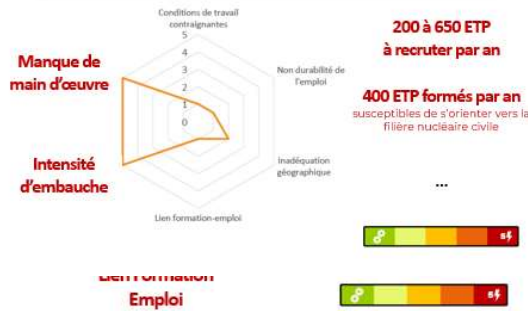 Conditions de travail
contraignantes
5
4
3
2
1
0
Non durabilité de
l'emploi
Inadéquation
géographique
Lien formation-emploi
Intensité
d'embauche
Manque de
main d'œuvre
200 à 650 ETP
à recruter par an
400 ETP formés par an
susceptibles de s'orienter vers la
filière nucléaire civile
...
Lien Formation
Emploi